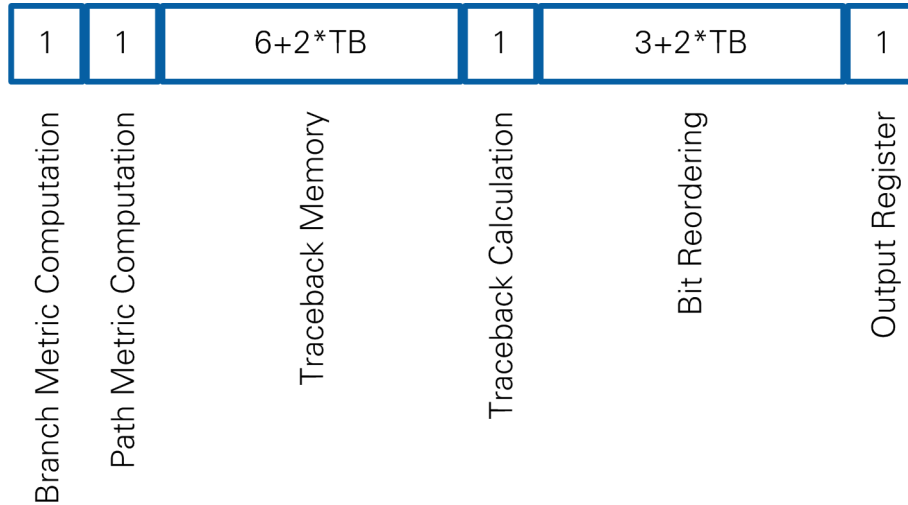 1
1
6+2*TB
1
3+2*TB
1
Branch Metric Computation
Path Metric Computation
Traceback Memory
Traceback Calculation
Bit Reordering
Output Register